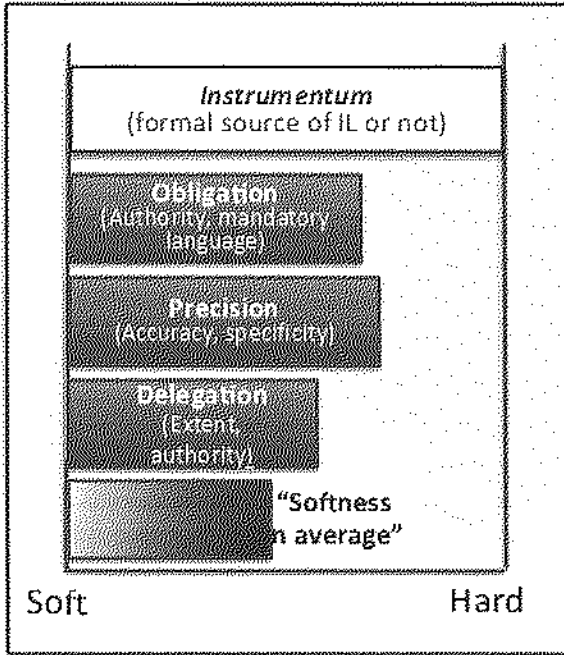 Instrumentum
(formal source of IL or not)
Obligation
(Authority, mandatory
language)
Precision
(Accuracy, specificity)
Delegation
(Extent,
authority)
"Softness
n average"
Soft
Hard